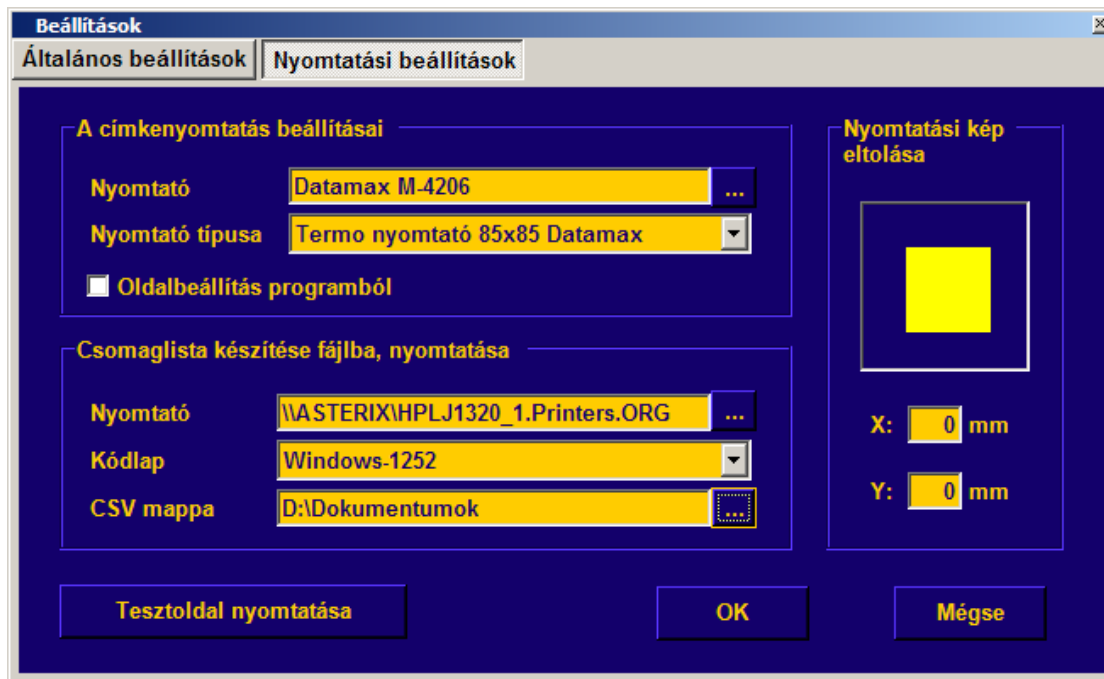 Beállítások
Általános beállítások
Nyomtatási beállítások
A címkenyomtatás beállításai
Nyomtató
Datamax M-4206
...
Nyomtató típusa
Termo nyomtató 85x85 Datamax
Oldalbeállítás programból
Csomaglista készítése fájlba, nyomtatása
Nyomtató
\\ASTERIX\HPLJ1320_1.Printers.ORG
...
Kódlap
Windows-1252
CSV mappa
D:\Dokumentumok
...
Nyomtatási kép
eltolása
X: 0 mm
Y: 0 mm
Tesztoldal nyomtatása
OK
Mégse